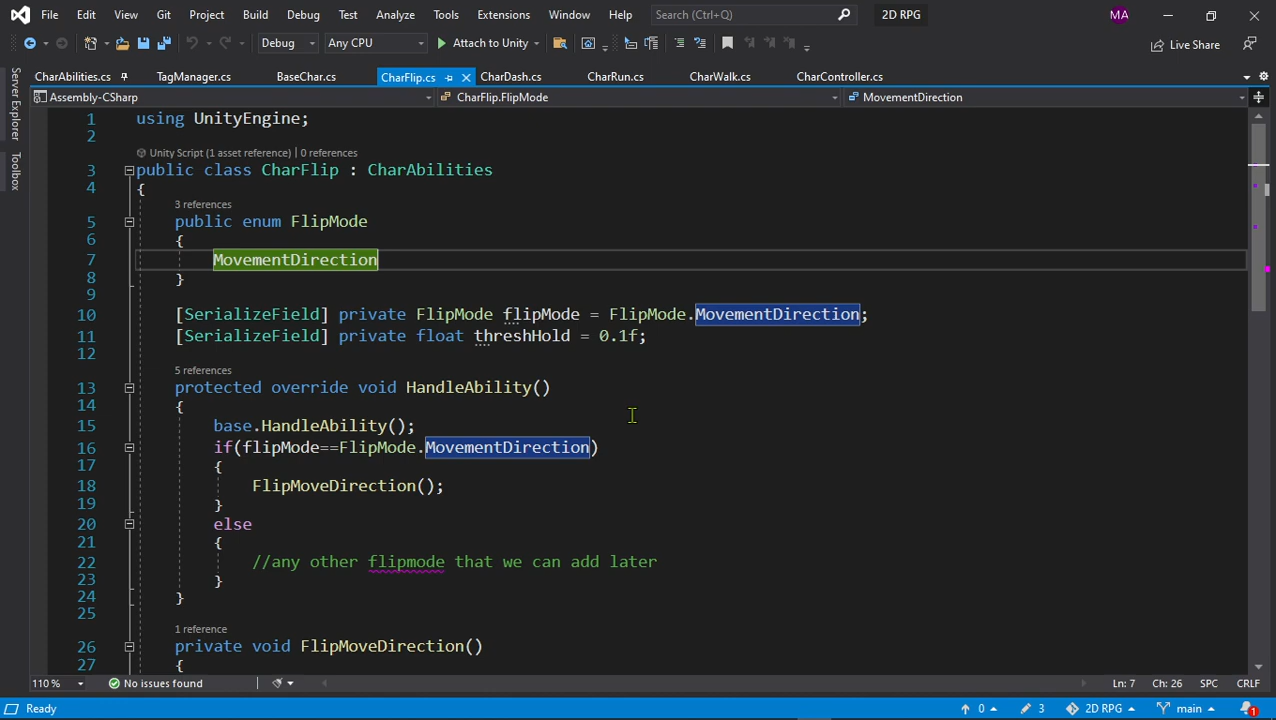 File Edit View Git Project Build Debug Test Analyze Tools Extensions Window Help Search (Ctrl+Q) 2D RPG MA
Debug Any CPU Attach to Unity Live Share
CharAbilities.cs TagManager.cs BaseChar.cs CharFlip.cs CharDash.cs CharRun.cs CharWalk.cs CharController.cs
Assembly-CSharp CharFlip.FlipMode MovementDirection
Server Explorer
Toolbox
1 using UnityEngine;
2
Unity Script (1 asset reference) | 0 references
3 public class CharFlip : CharAbilities
4 {
3 references
5 public enum FlipMode
6 {
7 MovementDirection
8 }
9
10 [SerializeField] private FlipMode flipMode = FlipMode.MovementDirection;
11 [SerializeField] private float threshHold = 0.1f;
12
5 references
13 protected override void HandleAbility()
14 {
15 base.HandleAbility();
16 if(flipMode==FlipMode.MovementDirection)
17 {
18 FlipMoveDirection();
19 }
20 else
21 {
22 //any other flipmode that we can add later
23 }
24 }
25
1 reference
26 private void FlipMoveDirection()
27 {
110 % No issues found Ln: 7 Ch: 26 SPC CRLF
Ready 0 3 2D RPG main 1